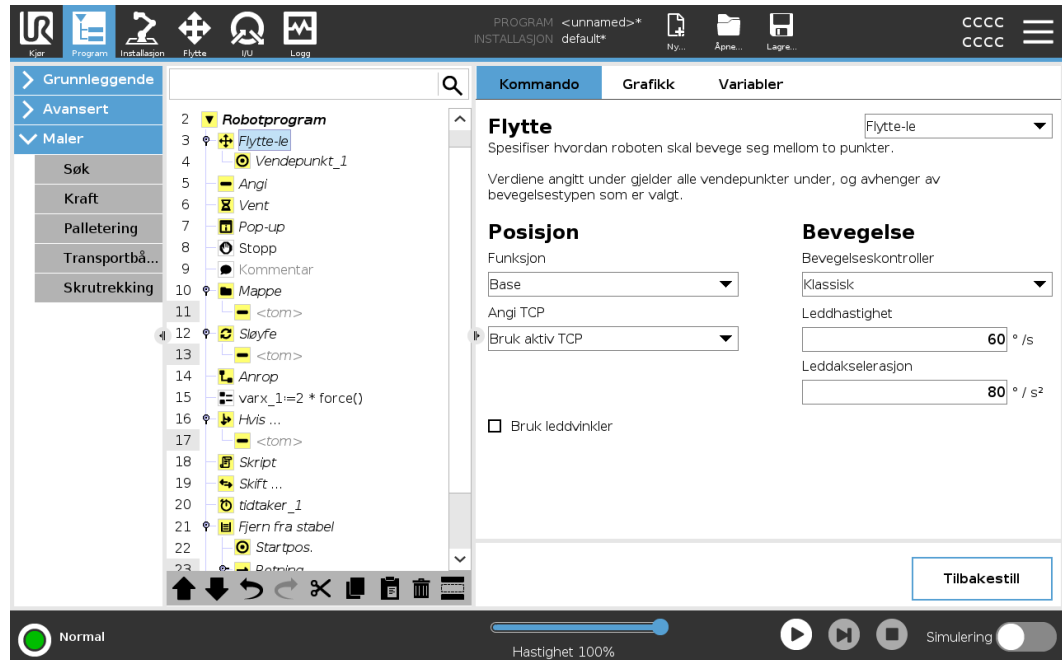 PROGRAM <unnamed>*
INSTALLASJON default*
UR
Kjør
Program
Installasjon
Flytte
I/U
Logg
Ny...
Åpne...
Lagre...
CCCC
CCCC
Grunnleggende
Avansert
Maler
Søk
Kraft
Palletering
Transportbå...
Skrutrekking
2 Robotprogram
3 Flytte-le
4 Vendepunkt_1
5 Angi
6 Vent
7 Pop-up
8 Stopp
9 Kommentar
10 Mappe
11 <tom>
12 Sløyfe
13 <tom>
14 Anrop
15 varx_1:=2 * force()
16 Hvis ...
17 <tom>
18 Skript
19 Skift ...
20 tidtaker_1
21 Fjern fra stabel
22 Startpos.
23 Retning
Kommando
Grafikk
Variabler
Flytte
Flytte-le
Spesifiser hvordan roboten skal bevege seg mellom to punkter.
Verdiene angitt under gjelder alle vendepunkter under, og avhenger av
bevegelsestypen som er valgt.
Posisjon
Funksjon
Base
Angi TCP
Bruk aktiv TCP
Bruk leddvinkler
Bevegelse
Bevegelseskontroller
Klassisk
Leddhastighet
60 ° /s
Leddakselerasjon
80 ° / s²
Tilbakestill
Normal
Hastighet 100%
Simulering